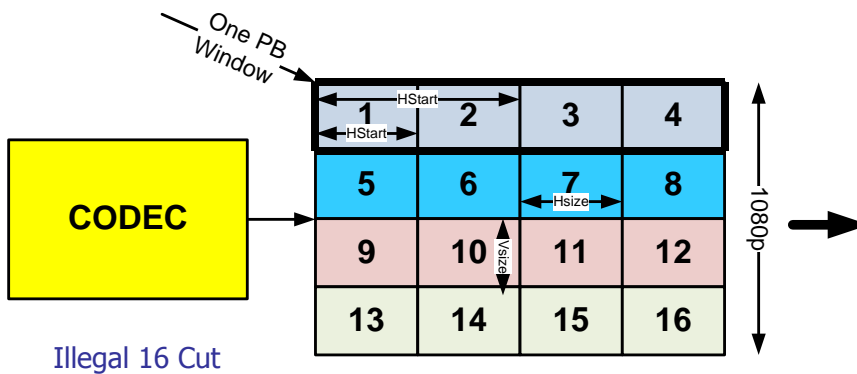 One PB
Window
HStart
1 2 3 4
HStart
5 6 7 8
Hsize
CODEC
1080p
9 10 11 12
Vsize
13 14 15 16
Illegal 16 Cut